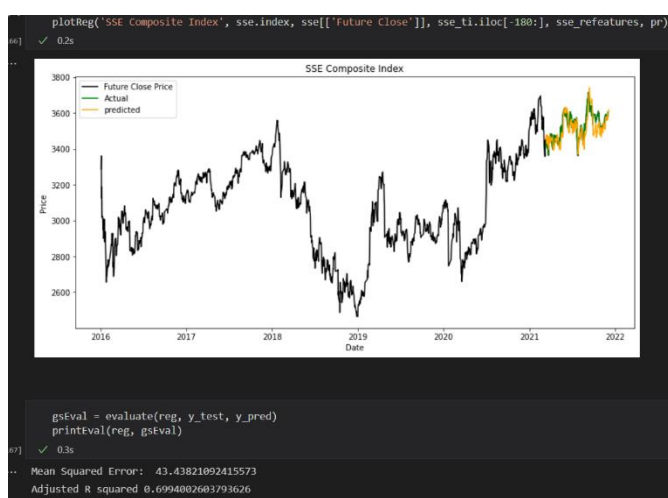 plotReg('SSE Composite Index', sse.index, sse[['Future Close']], sse_ti.iloc[-180:], sse_refeatures, pr)
66]
✓ 0.2s
...
SSE Composite Index
Future Close Price
Actual
predicted
3800
3600
3400
3200
3000
2800
2600
Price
2016 2017 2018 2019 2020 2021 2022
Date
gsEval = evaluate(reg, y_test, y_pred)
printEval(reg, gsEval)
67]
✓ 0.3s
... Mean Squared Error: 43.43821092415573
Adjusted R squared 0.6994002603793626